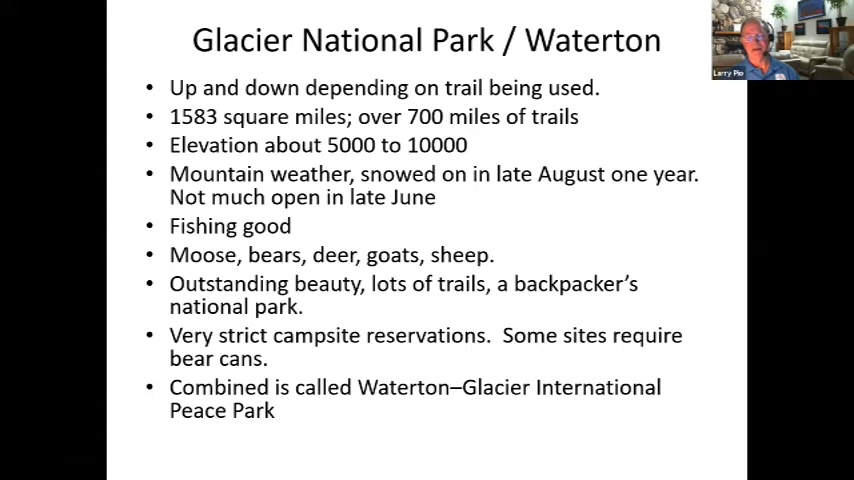 Glacier National Park / Waterton
• Up and down depending on trail being used.
• 1583 square miles; over 700 miles of trails
• Elevation about 5000 to 10000
• Mountain weather, snowed on in late August one year.
Not much open in late June
• Fishing good
• Moose, bears, deer, goats, sheep.
• Outstanding beauty, lots of trails, a backpacker’s
national park.
• Very strict campsite reservations.  Some sites require
bear cans.
• Combined is called Waterton–Glacier International
Peace Park
Larry Pio